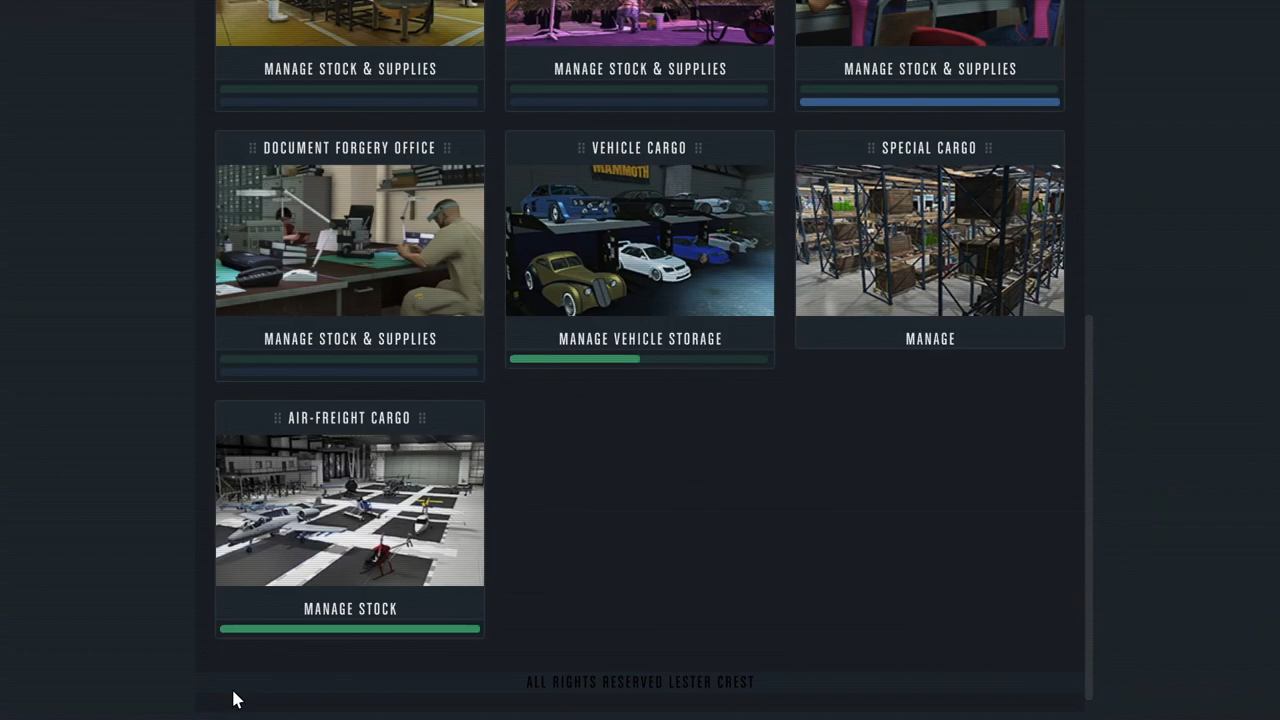 MANAGE STOCK & SUPPLIES
MANAGE STOCK & SUPPLIES
MANAGE STOCK & SUPPLIES
DOCUMENT FORGERY OFFICE
VEHICLE CARGO
SPECIAL CARGO
MAMMOTH
MANAGE STOCK & SUPPLIES
MANAGE VEHICLE STORAGE
MANAGE
AIR-FREIGHT CARGO
MANAGE STOCK
ALL RIGHTS RESERVED LESTER CREST